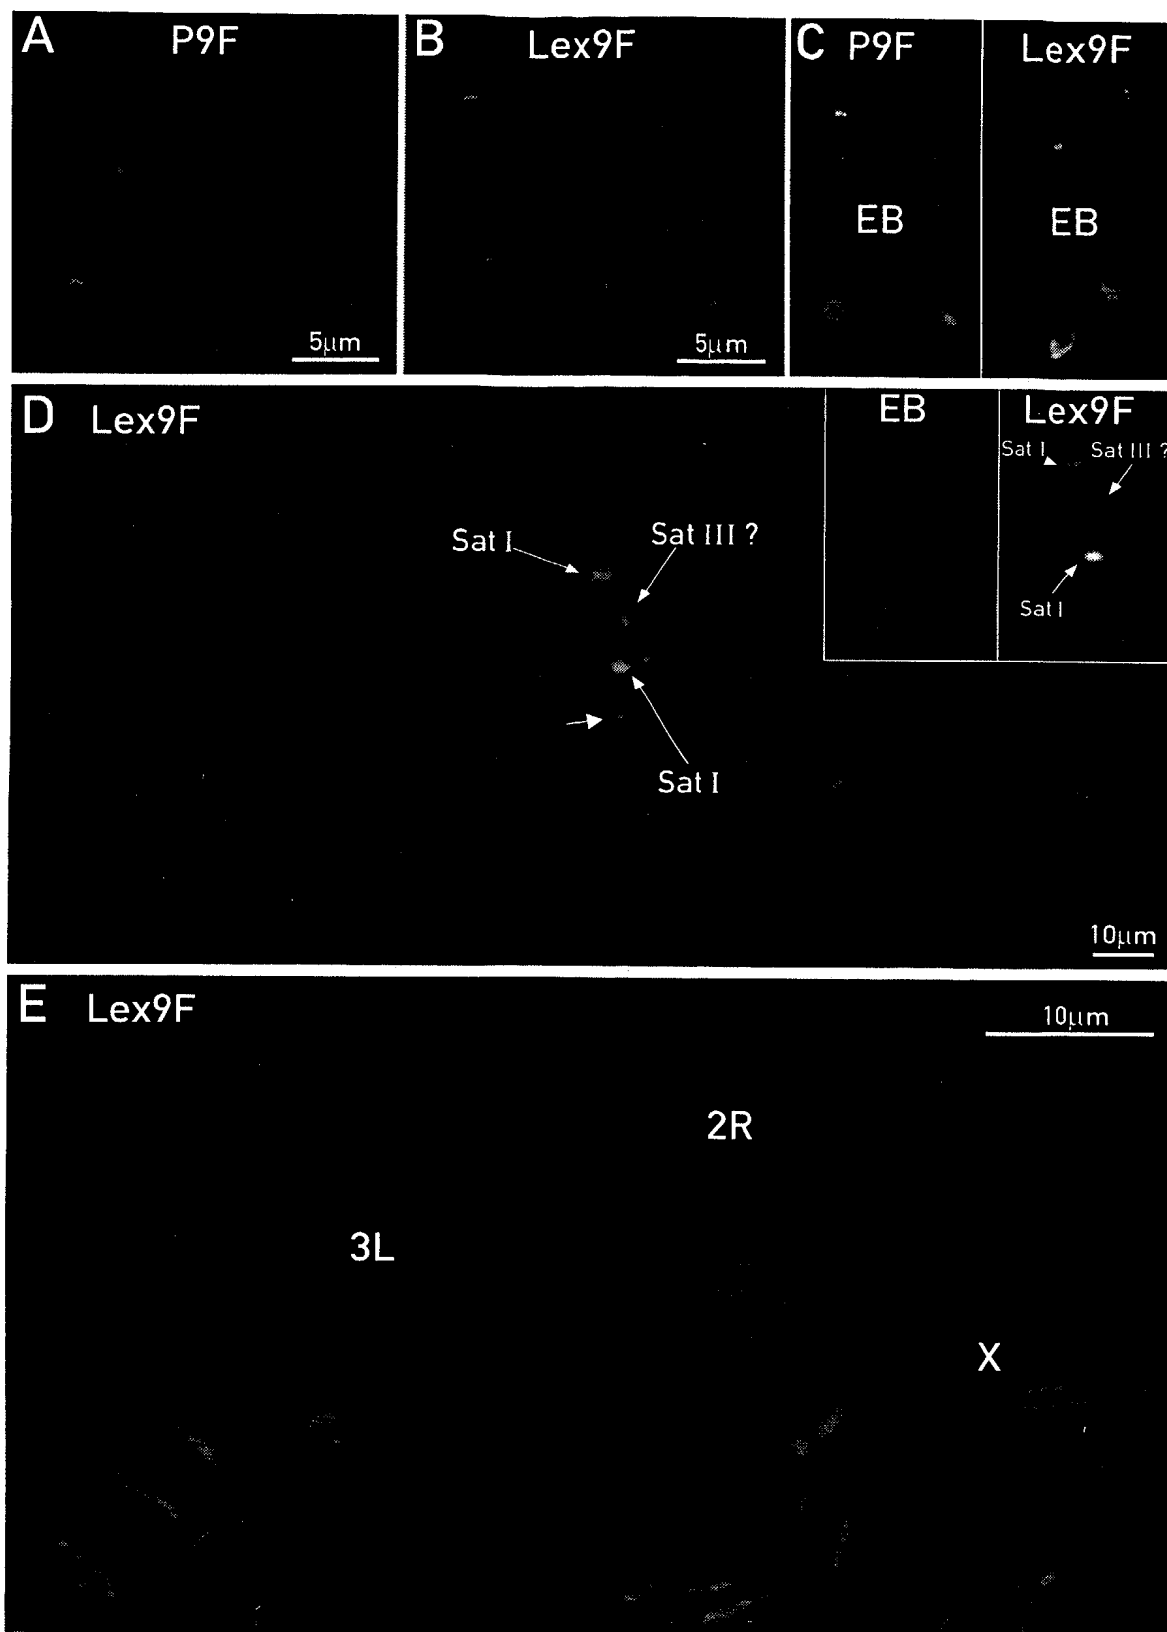 A P9F
5μm
B Lex9F
5μm
C P9F Lex9F
EB EB
D Lex9F
EB Lex9F
Sat I Sat III ?
Sat I
Sat I Sat III ?
Sat I
10μm
E Lex9F
10μm
2R
3L
X